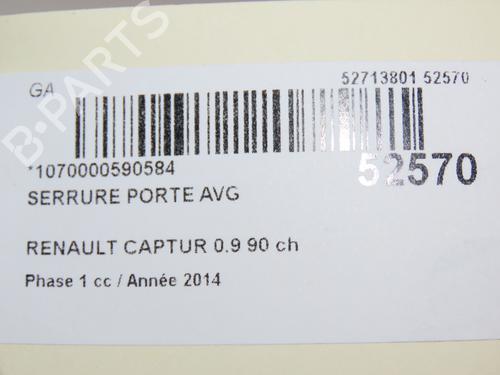 B-PARTS
GA
52713801 52570
*1070000590584
52570
SERRURE PORTE AVG
RENAULT CAPTUR 0.9 90 ch
Phase 1 cc / Année 2014